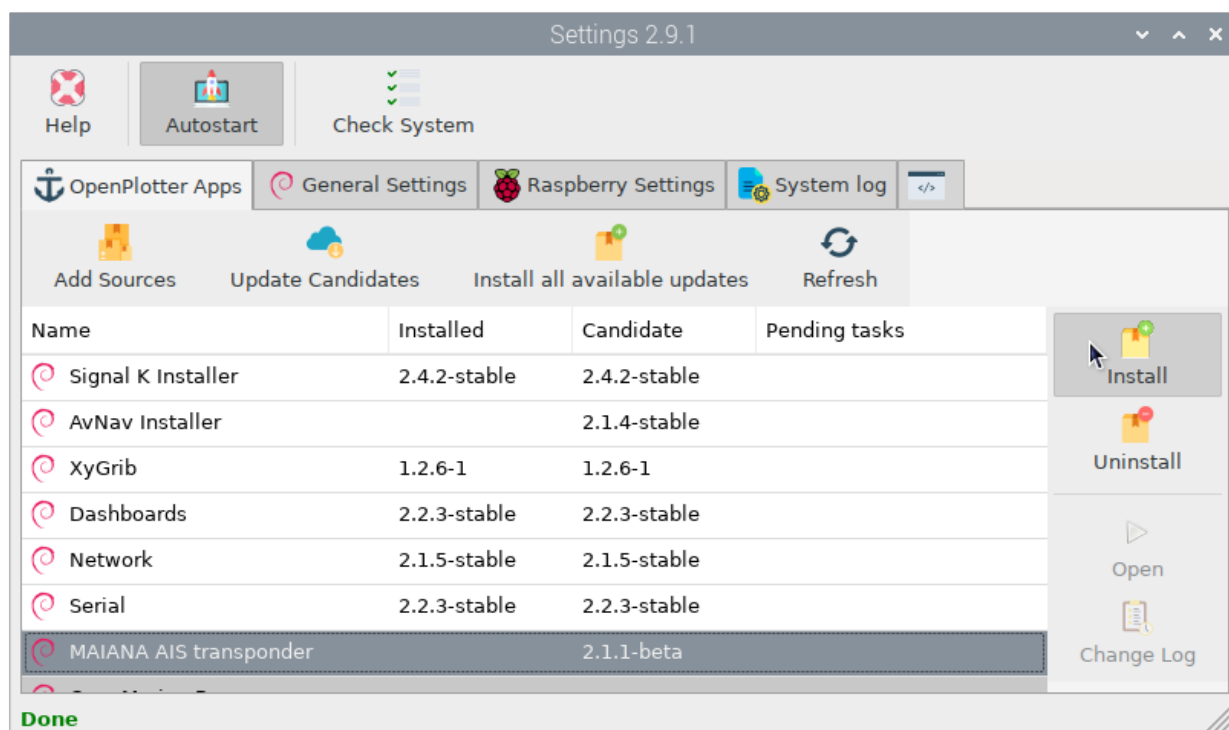 Settings 2.9.1
Help Autostart Check System
OpenPlotter Apps General Settings Raspberry Settings System log </>
Add Sources Update Candidates Install all available updates Refresh
Name Installed Candidate Pending tasks
Signal K Installer 2.4.2-stable 2.4.2-stable
Install
AvNav Installer 2.1.4-stable
XyGrib 1.2.6-1 1.2.6-1
Uninstall
Dashboards 2.2.3-stable 2.2.3-stable
Network 2.1.5-stable 2.1.5-stable
Open
Serial 2.2.3-stable 2.2.3-stable
MAIANA AIS transponder 2.1.1-beta
Change Log
Done